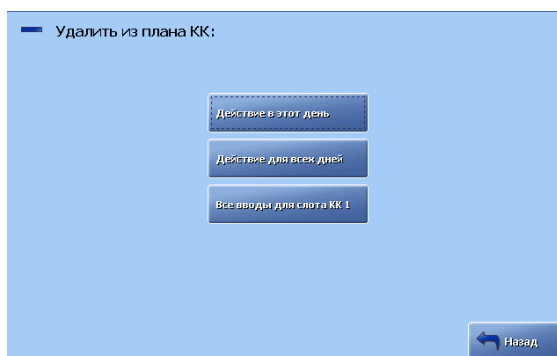 Удалить из плана КК:
Действие в этот день
Действие для всех дней
Все вводы для слота КК 1
Назад